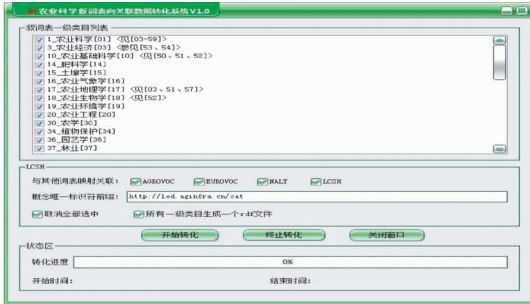 农业科学叙词表向关联数据转化系统V1.0
叙词表一级类目列表
1_农业科学[01] <见[03-59]>
3_农业经济[03] <参见[53、54]>
10_农业基础科学[10] <见[50、51、52]>
14_肥料学[14]
15_土壤学[15]
16_农业气象学[16]
17_农业地理学[17] <见[03、51、57]>
18_农业生物学[18] <见[52]>
19_农业环境学[19]
20_农业工程[20]
30_农学[30]
34_植物保护[34]
36_园艺学[36]
37_林业[37]
LCSH
与其他词表映射关联: AGROVOC EUROVOC NALT LCSH
概念唯一标识符前缀: http://lod.aginfra.cn/cat
取消全部选中 所有一级类目生成一个rdf文件
开始转化 终止转化 关闭窗口
状态区
转化进度 0%
开始时间: 结束时间: